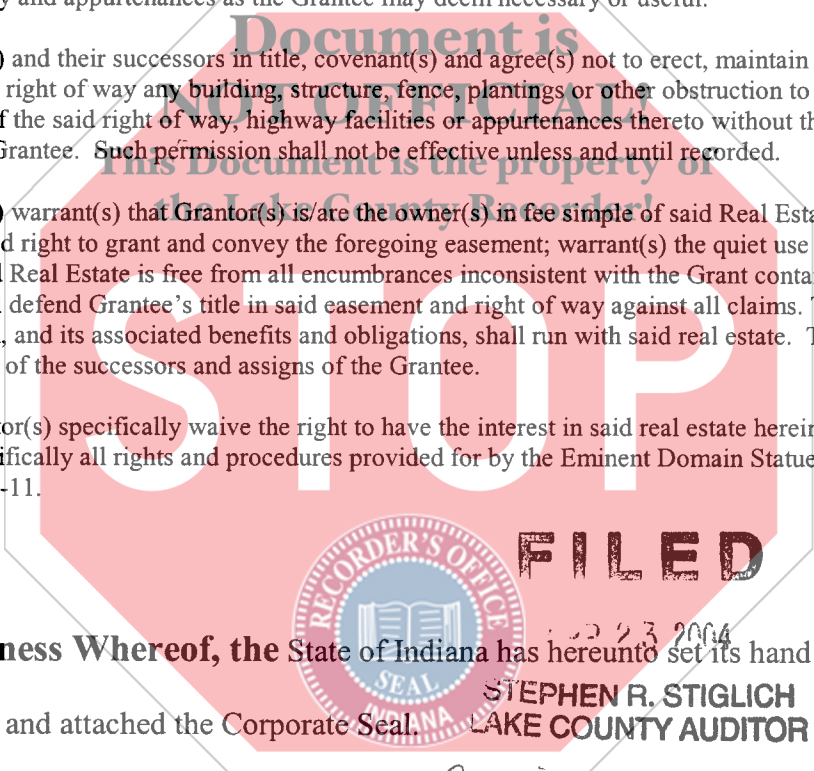 y and appurtenances as the Grantee may deem necessary or useful.
Document is
) and their successors in title, covenant(s) and agree(s) not to erect, maintain
right of way any building, structure, fence, plantings or other obstruction to
NOT OFFICIAL!
f the said right of way, highway facilities or appurtenances thereto without th
Grantee. Such permission shall not be effective unless and until recorded.
This Document is the property of
the Lake County Recorder!
) warrant(s) that Grantor(s) is/are the owner(s) in fee simple of said Real Esta
d right to grant and convey the foregoing easement; warrant(s) the quiet use
l Real Estate is free from all encumbrances inconsistent with the Grant conta
defend Grantee's title in said easement and right of way against all claims. T
, and its associated benefits and obligations, shall run with said real estate. T
of the successors and assigns of the Grantee.
STOP
or(s) specifically waive the right to have the interest in said real estate herein
ifically all rights and procedures provided for by the Eminent Domain Statue
-11.
RECORDER'S OFFICE
SEAL
INDIANA
FILED
23 2004
ness Whereof, the State of Indiana has hereunto set its hand
STEPHEN R. STIGLICH
and attached the Corporate Seal.
LAKE COUNTY AUDITOR